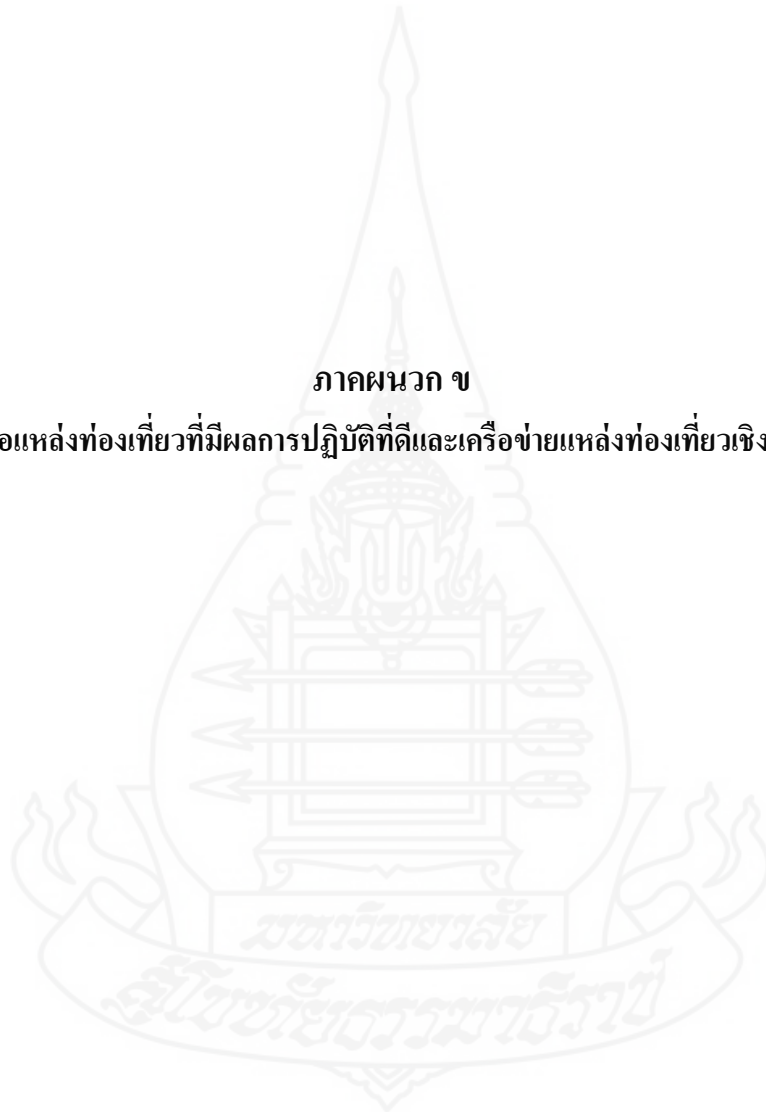 ภาคผนวก ข
อแหล่งท่องเที่ยวที่มีผลการปฏิบัติที่ดีและเครือข่ายแหล่งท่องเที่ยวเชิง
มหาวิทยาลัย
สุโขทัยธรรมาธิราช